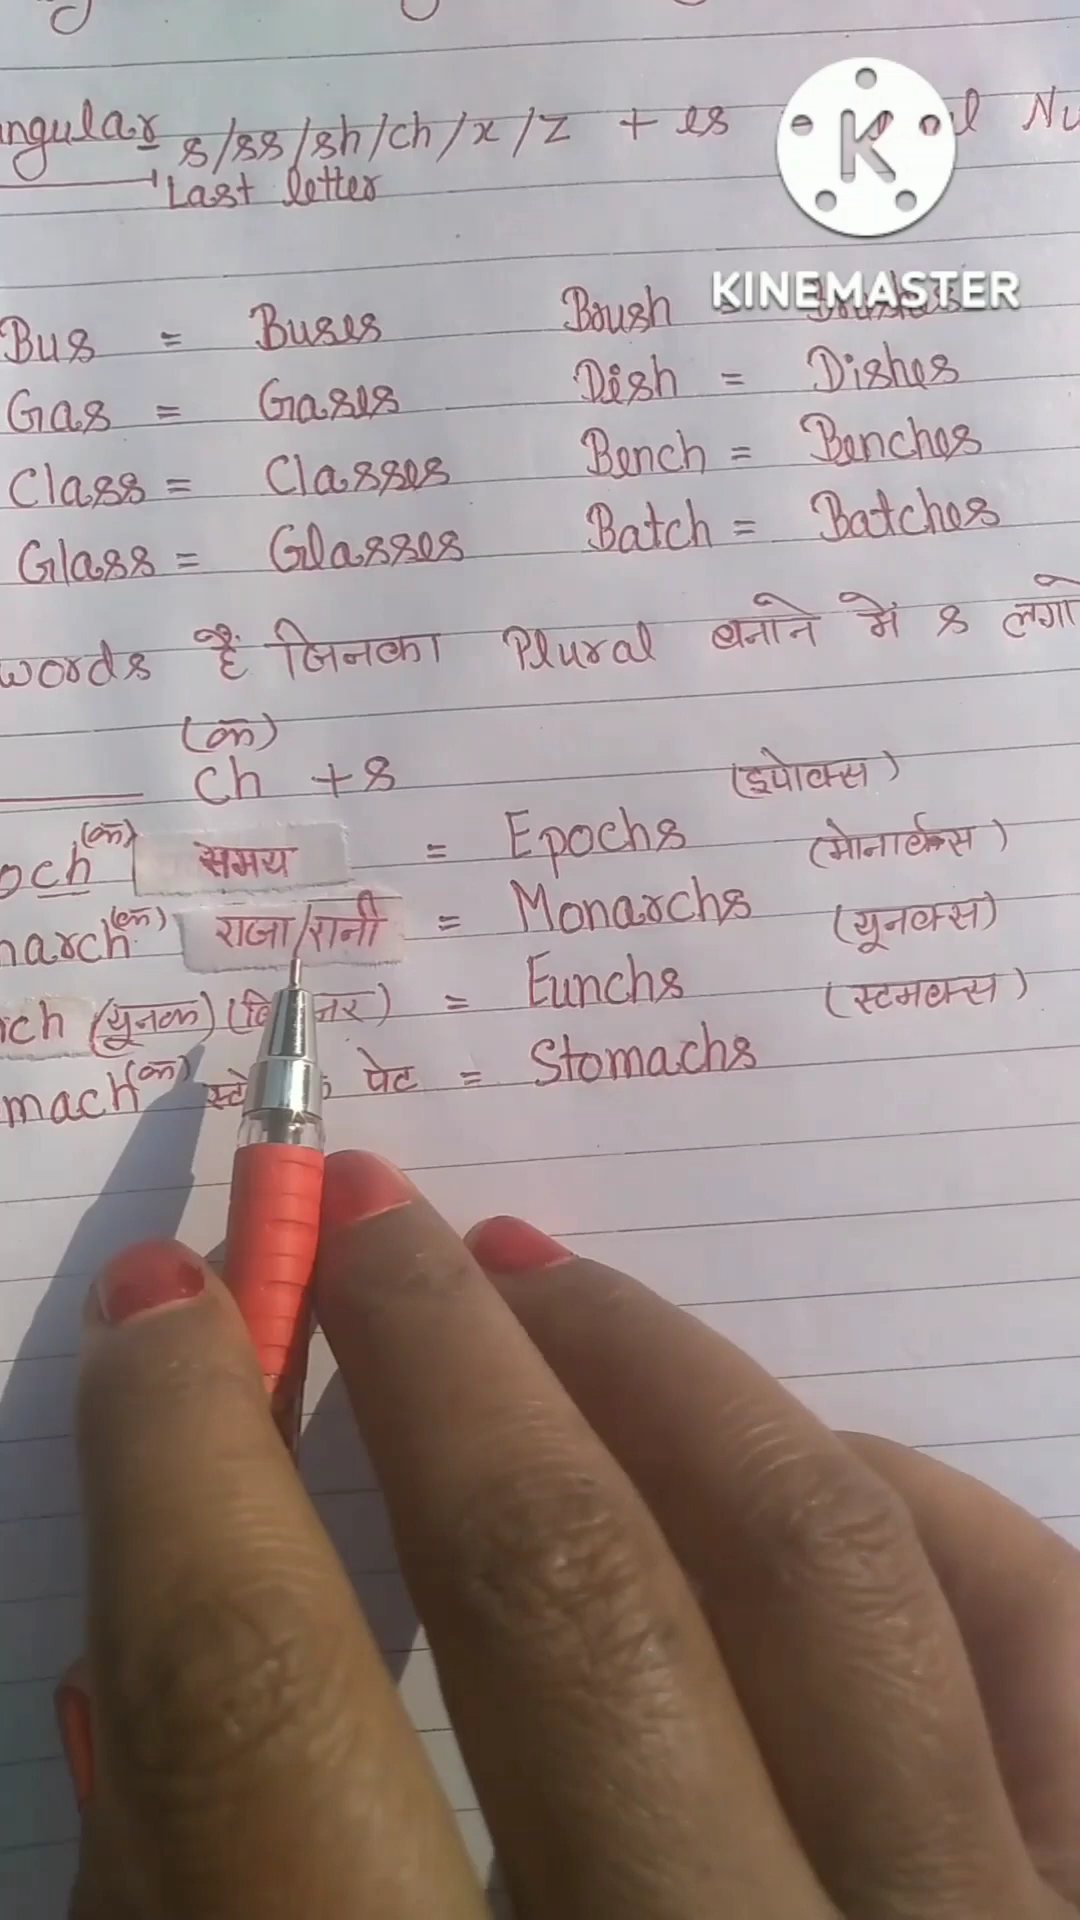 ngular s/ss/sh/ch/x/z + es l Nu
Last letter
KINEMASTER
Bus = Buses Brush
Gas = Gases Dish = Dishes
Class = Classes Bench = Benches
Glass = Glasses Batch = Batches
words हैं जिनका Plural बनाने में s लगा
(क)
ch + s (इपोक्स)
och (क) समय = Epochs (मोनार्क्स)
narch (क) राजा/रानी = Monarchs (यूनक्स)
ch (यूनक) = Eunchs (स्टमक्स)
mach (क) पेट = Stomachs